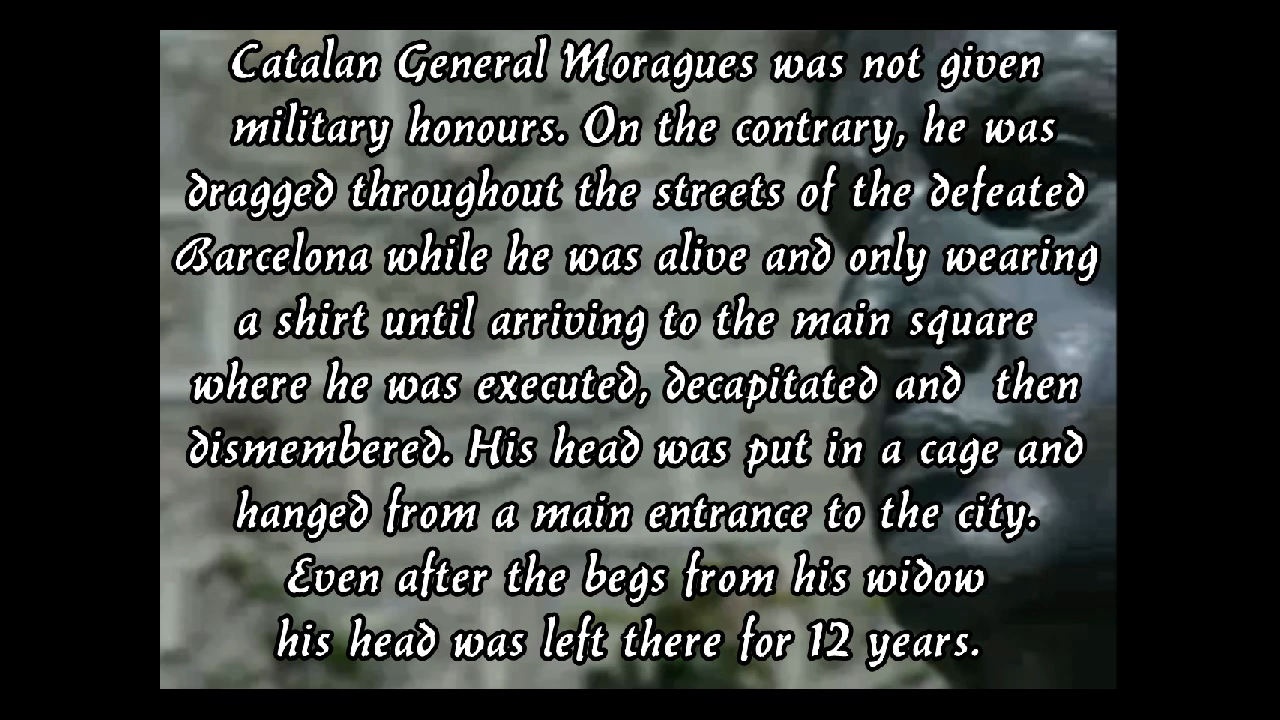 Catalan General Moragues was not given
military honours. On the contrary, he was
dragged throughout the streets of the defeated
Barcelona while he was alive and only wearing
a shirt until arriving to the main square
where he was executed, decapitated and then
dismembered. His head was put in a cage and
hanged from a main entrance to the city.
Even after the begs from his widow
his head was left there for 12 years.